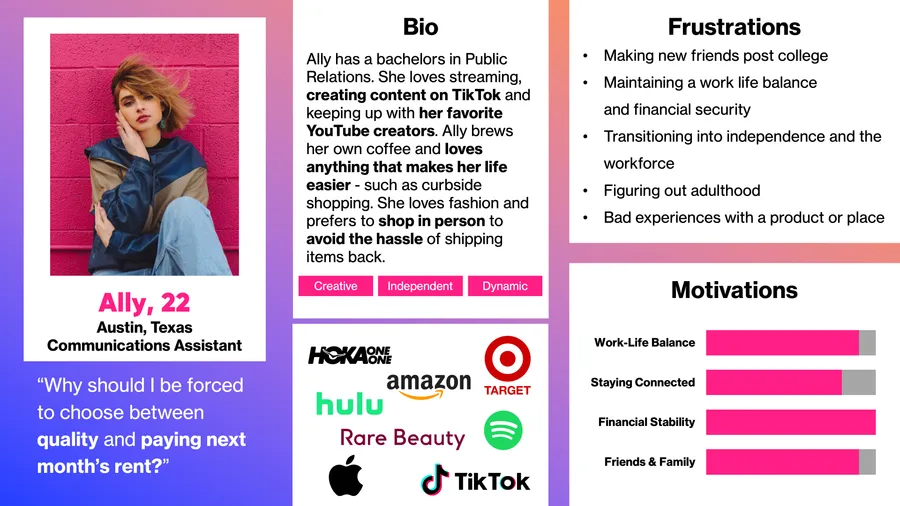 Ally, 22
Austin, Texas
Communications Assistant
“Why should I be forced
to choose between
quality and paying next
month’s rent?”
Bio
Ally has a bachelors in Public
Relations. She loves streaming,
creating content on TikTok and
keeping up with her favorite
YouTube creators. Ally brews
her own coffee and loves
anything that makes her life
easier - such as curbside
shopping. She loves fashion and
prefers to shop in person to
avoid the hassle of shipping
items back.
Creative
Independent
Dynamic
HOKA ONE ONE
TARGET
amazon
hulu
Rare Beauty
TikTok
Frustrations
• Making new friends post college
• Maintaining a work life balance
and financial security
• Transitioning into independence and the
workforce
• Figuring out adulthood
• Bad experiences with a product or place
Motivations
Work-Life Balance
Staying Connected
Financial Stability
Friends & Family